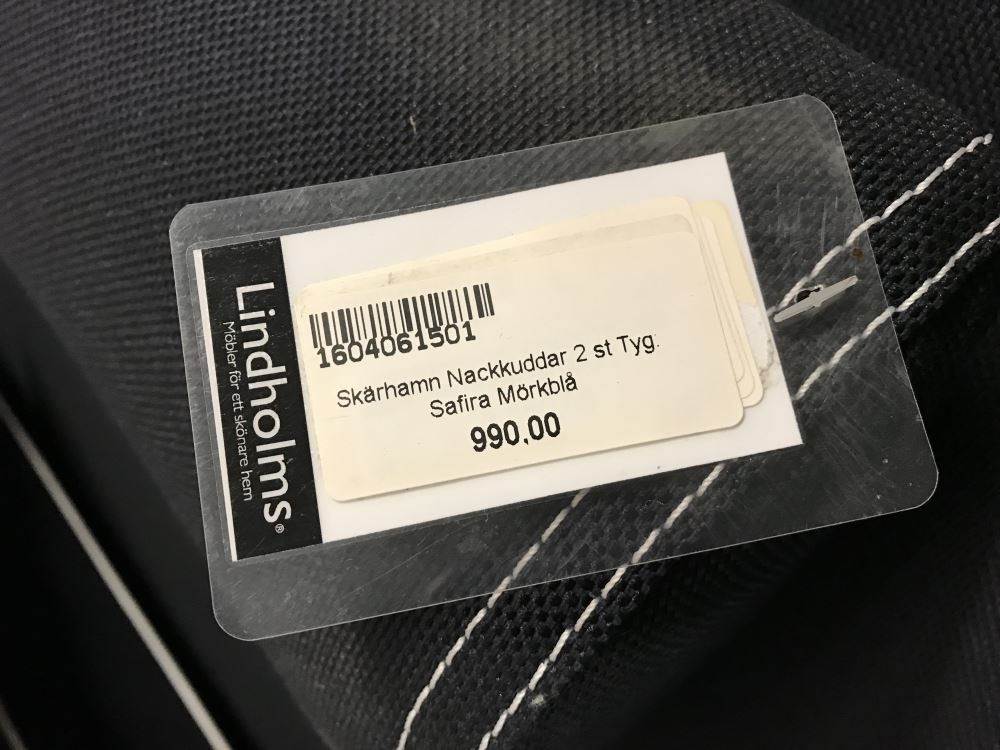 Lindholms®
Möbler för ett skönare hem
1604061501
Skärhamn Nackkuddar 2 st Tyg:
Safira Mörkblå
990,00